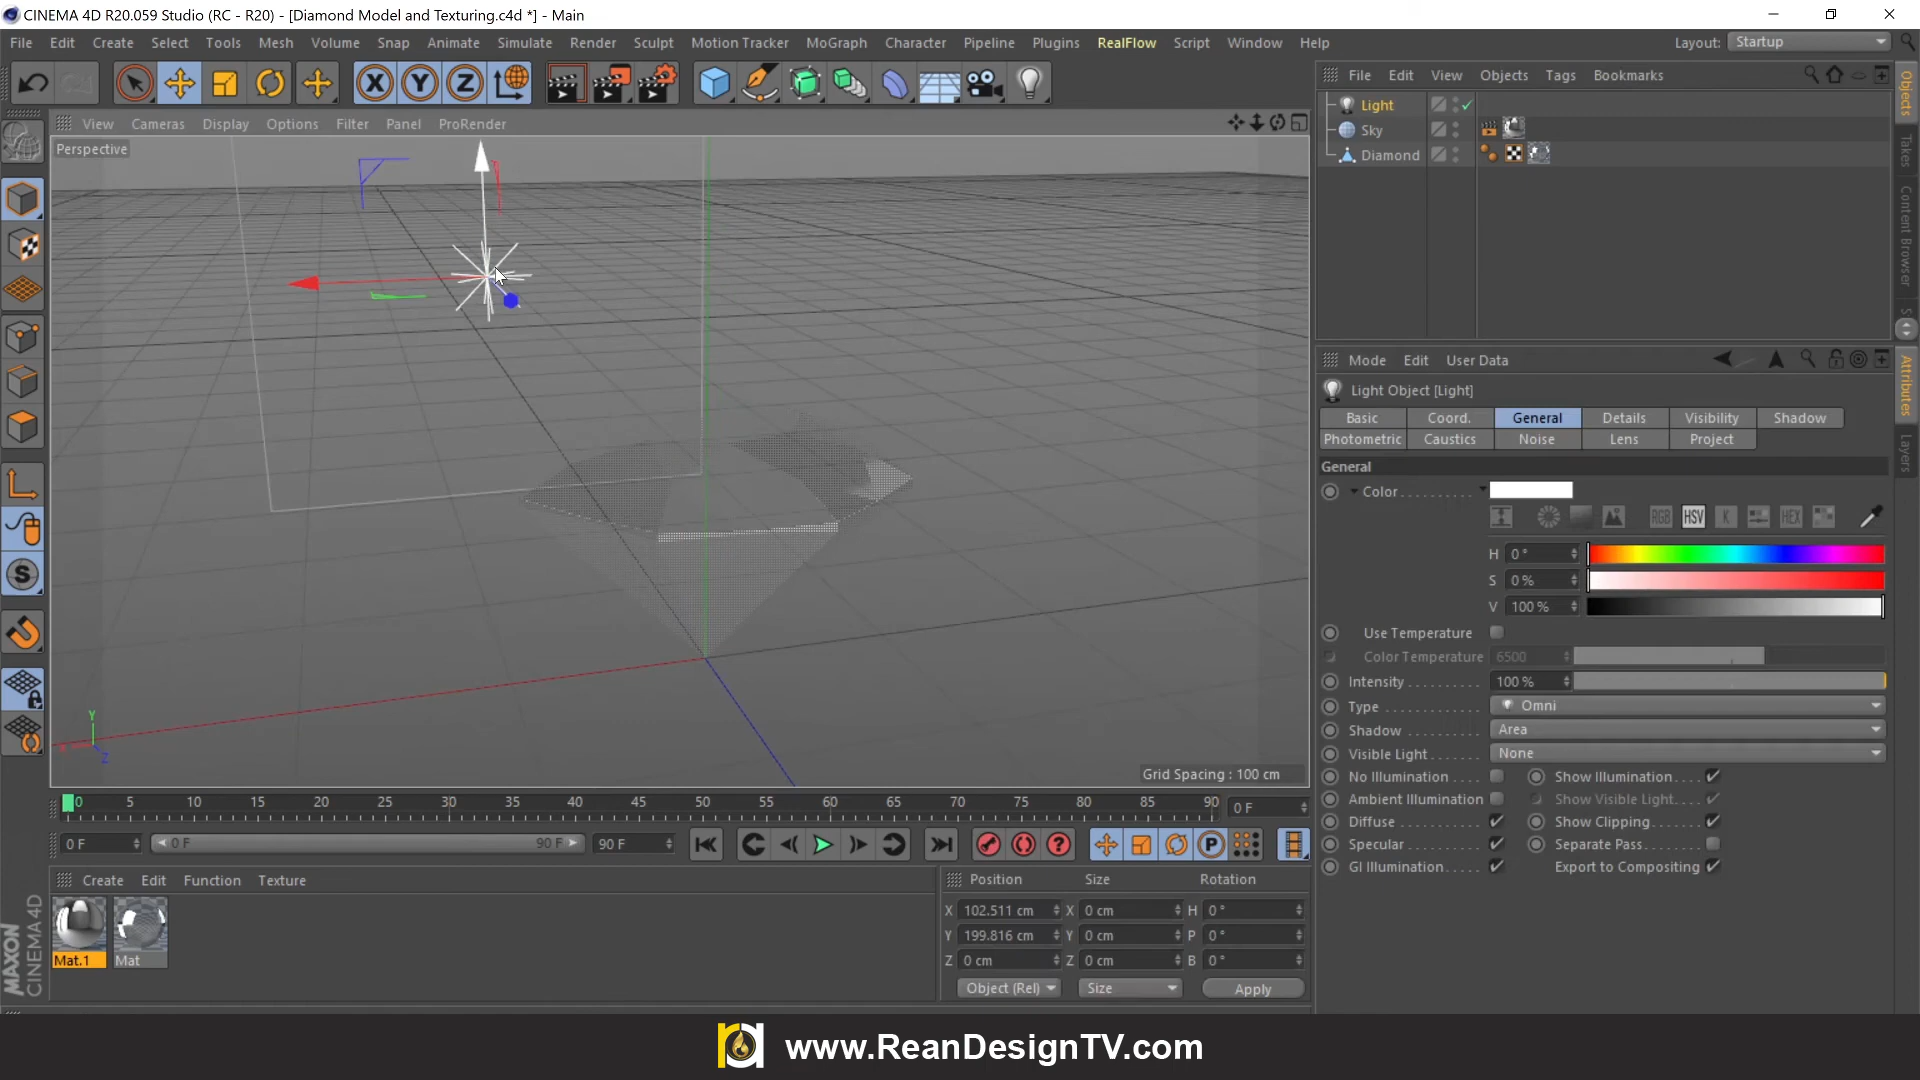 CINEMA 4D R20.059 Studio (RC - R20) - [Diamond Model and Texturing.c4d *] - Main
File Edit Create Select Tools Mesh Volume Snap Animate Simulate Render Sculpt Motion Tracker MoGraph Character Pipeline Plugins RealFlow Script Window Help
Layout: Startup
File Edit View Objects Tags Bookmarks
X Y Z
View Cameras Display Options Filter Panel ProRender
Perspective
Light
Sky
Diamond
Objects
Takes
Content Browser
S
Mode Edit User Data
Light Object [Light]
Basic Coord. General Details Visibility Shadow
Photometric Caustics Noise Lens Project
Attributes
Layers
General
Color
RGB HSV K HEX
H 0 °
S 0 %
V 100 %
Use Temperature
Color Temperature 6500
Intensity 100 %
Type Omni
Shadow Area
Visible Light None
No Illumination Show Illumination
Ambient Illumination Show Visible Light
Diffuse Show Clipping
Specular Separate Pass
GI Illumination Export to Compositing
S
Y
X
Z
Grid Spacing : 100 cm
0 5 10 15 20 25 30 35 40 45 50 55 60 65 70 75 80 85 90 0 F
0 F 0 F 90 F 90 F
P
Create Edit Function Texture
Mat.1 Mat
MAXON
CINEMA 4D
Position Size Rotation
X 102.511 cm X 0 cm H 0 °
Y 199.816 cm Y 0 cm P 0 °
Z 0 cm Z 0 cm B 0 °
Object (Rel) Size Apply
www.ReanDesignTV.com